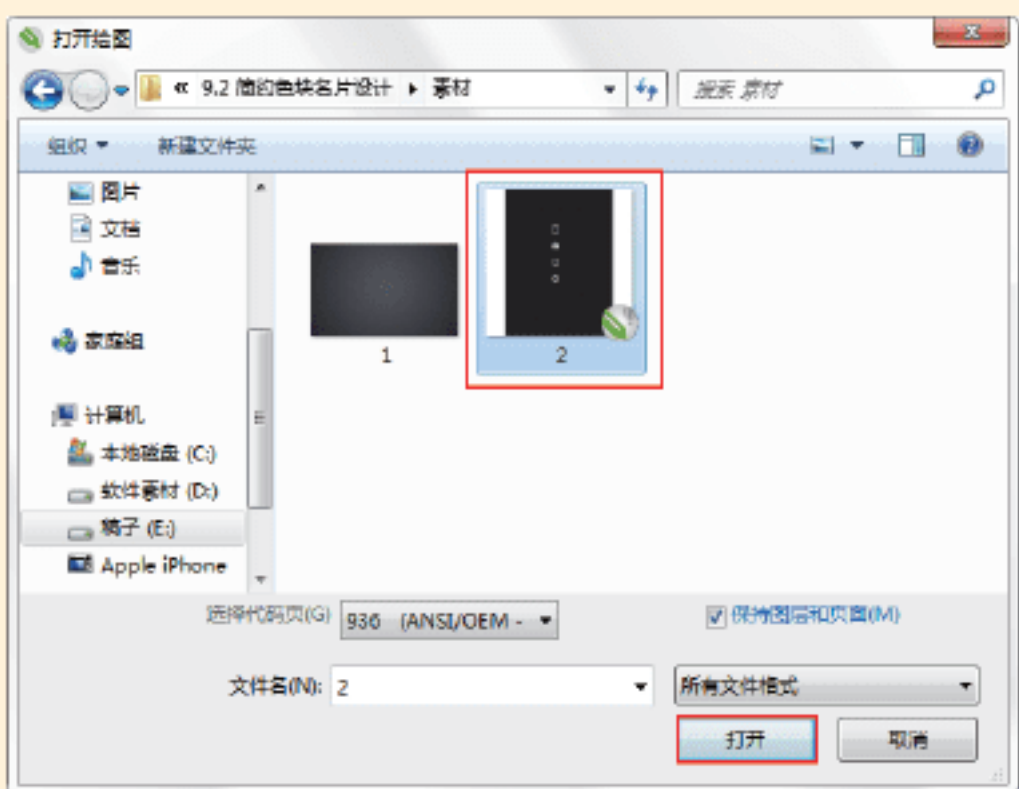 打开绘图
« 9.2 简约色块名片设计 ▸ 素材
搜索 素材
组织
新建文件夹
图片
文档
音乐
家庭组
计算机
本地磁盘 (C:)
软件素材 (D:)
稿子 (E:)
Apple iPhone
1
2
选择代码页(G)
936 (ANSI/OEM -
保持图层和页面(M)
文件名(N):
2
所有文件格式
打开
取消